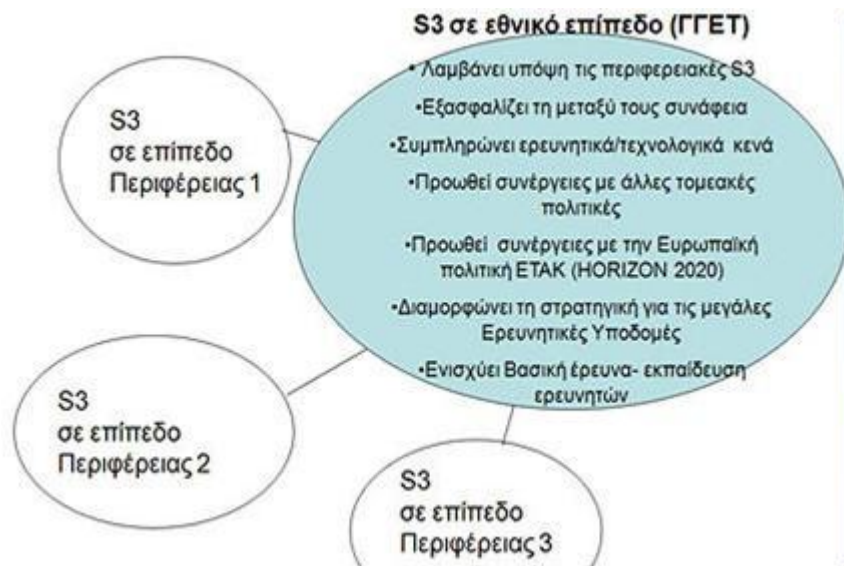 S3 σε εθνικό επίπεδο (ΓΓΕΤ)
• Λαμβάνει υπόψη τις περιφερειακές S3
•Εξασφαλίζει τη μεταξύ τους συνάφεια
•Συμπληρώνει ερευνητικά/τεχνολογικά κενά
•Προωθεί συνέργειες με άλλες τομεακές
πολιτικές
•Προωθεί συνέργειες με την Ευρωπαϊκή
πολιτική ΕΤΑΚ (HORIZON 2020)
•Διαμορφώνει τη στρατηγική για τις μεγάλες
Ερευνητικές Υποδομές
•Ενισχύει Βασική έρευνα- εκπαίδευση
ερευνητών
S3
σε επίπεδο
Περιφέρειας 1
S3
σε επίπεδο
Περιφέρειας 2
S3
σε επίπεδο
Περιφέρειας 3